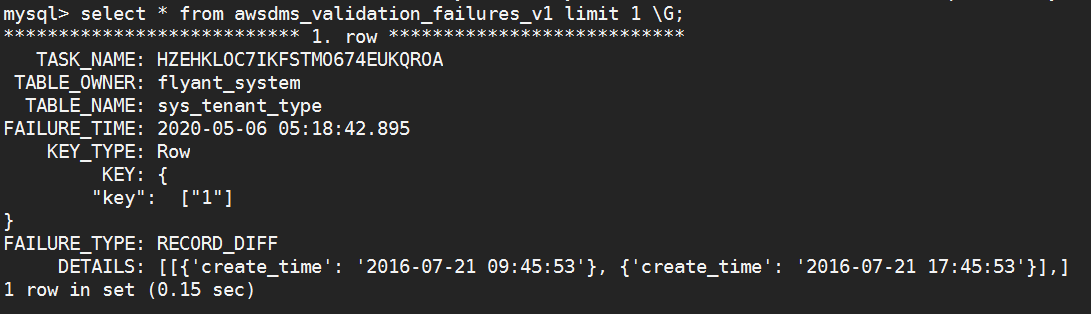 mysql> select * from awsdms_validation_failures_v1 limit 1 \G;
*************************** 1. row ***************************
TASK_NAME: HZEHKLOC7IKFSTMO674EUKQROA
TABLE_OWNER: flyant_system
TABLE_NAME: sys_tenant_type
FAILURE_TIME: 2020-05-06 05:18:42.895
KEY_TYPE: Row
KEY: {
"key":  ["1"]
}
FAILURE_TYPE: RECORD_DIFF
DETAILS: [[{'create_time': '2016-07-21 09:45:53'}, {'create_time': '2016-07-21 17:45:53'}],]
1 row in set (0.15 sec)